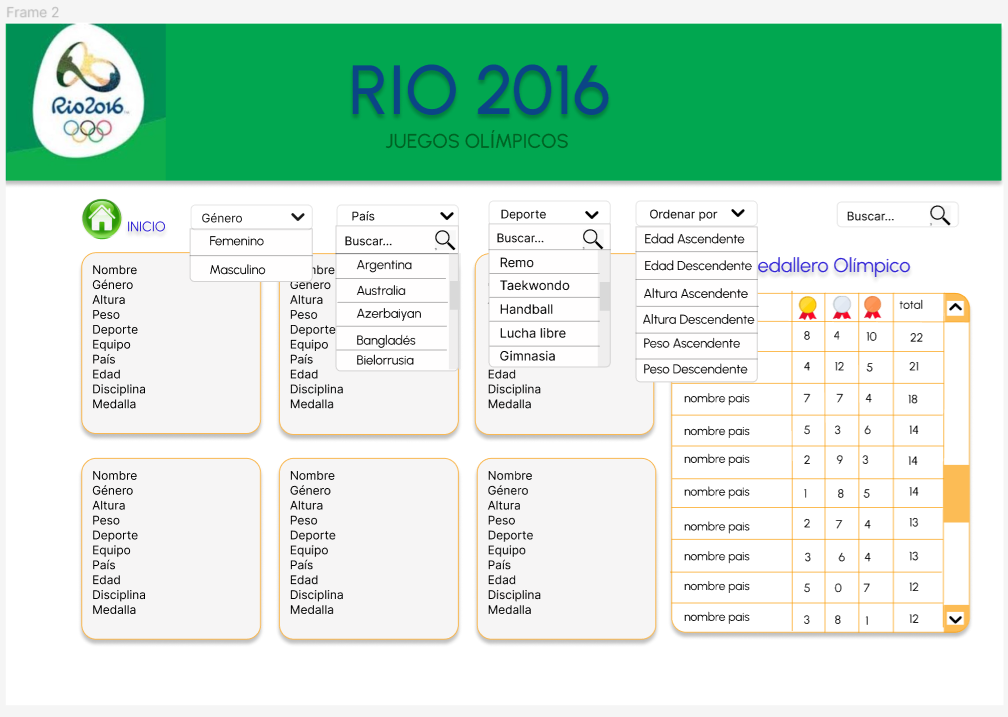 Frame 2
Rio2016
RIO 2016
JUEGOS OLÍMPICOS
INICIO
Género
Femenino
Masculino
País
Buscar...
Argentina
Australia
Azerbaiyan
Bangladés
Bielorrusia
Deporte
Buscar...
Remo
Taekwondo
Handball
Lucha libre
Gimnasia
Ordenar por
Edad Ascendente
Edad Descendente
Altura Ascendente
Altura Descendente
Peso Ascendente
Peso Descendente
Buscar...
Nombre
Género
Altura
Peso
Deporte
Equipo
País
Edad
Disciplina
Medalla
bre
Género
Altura
Peso
Deporte
Equipo
País
Edad
Disciplina
Medalla
Edad
Disciplina
Medalla
Nombre
Género
Altura
Peso
Deporte
Equipo
País
Edad
Disciplina
Medalla
Nombre
Género
Altura
Peso
Deporte
Equipo
País
Edad
Disciplina
Medalla
Nombre
Género
Altura
Peso
Deporte
Equipo
País
Edad
Disciplina
Medalla
edallero Olímpico
total
8 4 10 22
4 12 5 21
nombre pais 7 7 4 18
nombre pais 5 3 6 14
nombre pais 2 9 3 14
nombre pais 1 8 5 14
nombre pais 2 7 4 13
nombre pais 3 6 4 13
nombre pais 5 0 7 12
nombre pais 3 8 1 12